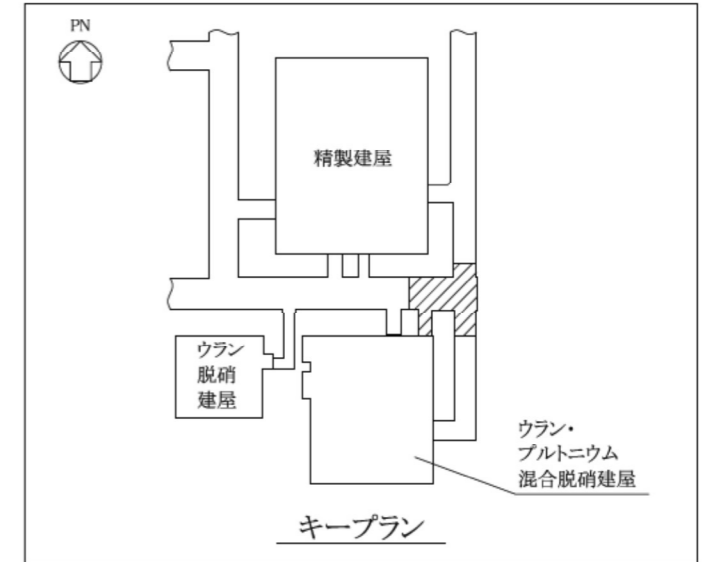 PN
精製建屋
ウラン
脱硝
建屋
ウラン・
プルトニウム
混合脱硝建屋
キープラン